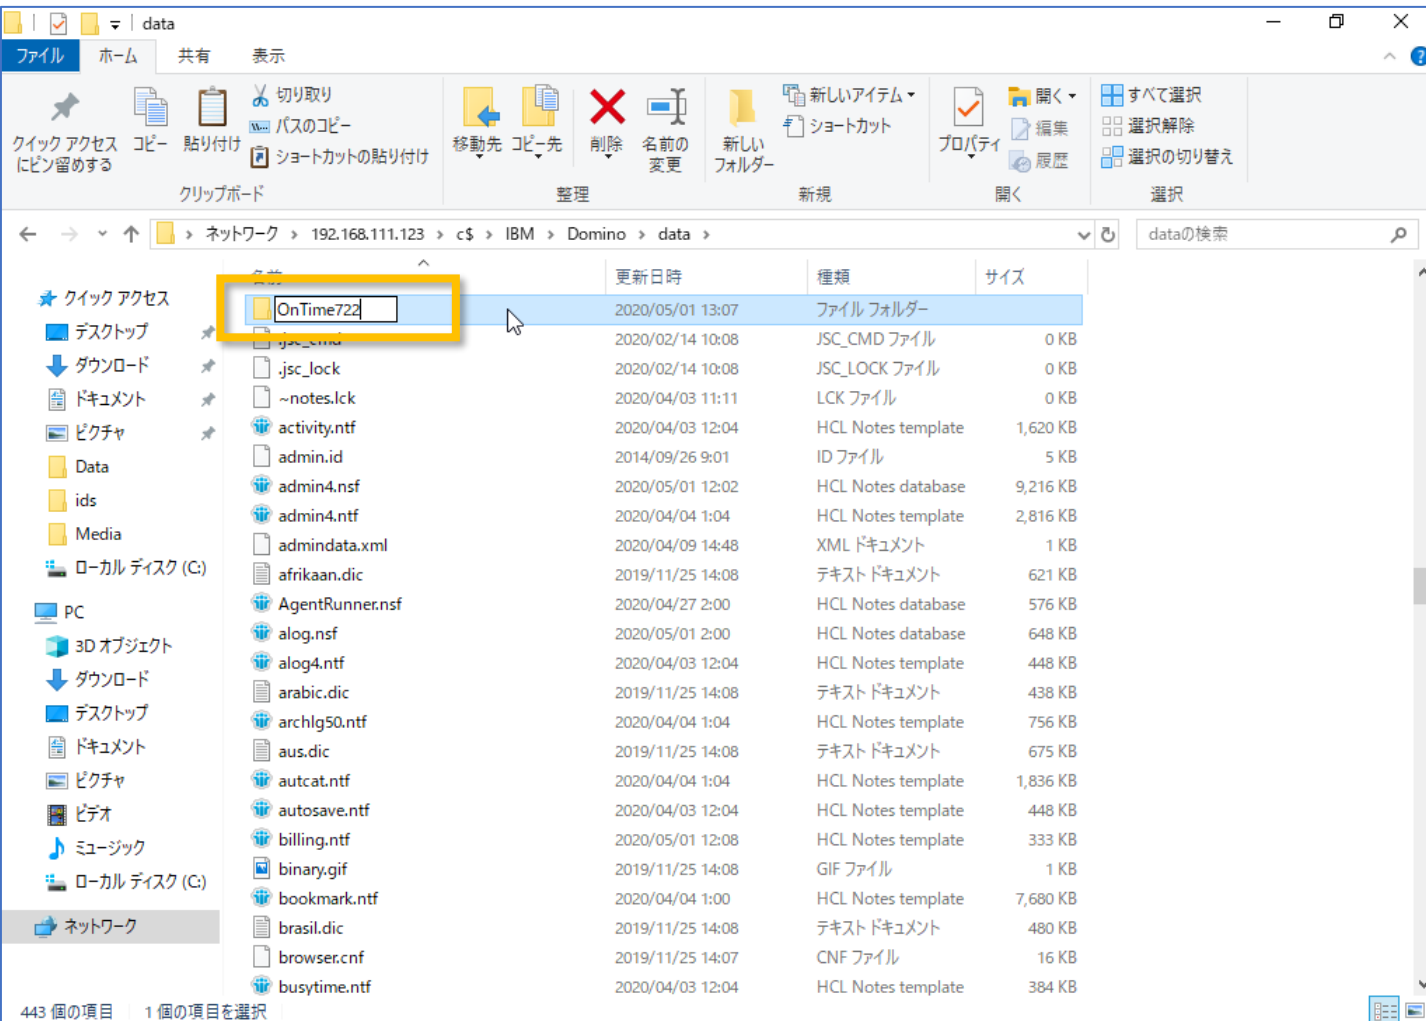 data
ファイル ホーム 共有 表示
クイック アクセス
にピン留めする
コピー
貼り付け
切り取り
パスのコピー
ショートカットの貼り付け
クリップボード
移動先
コピー先
削除
名前の
変更
整理
新しい
フォルダー
新しいアイテム
ショートカット
新規
プロパティ
開く
編集
履歴
開く
すべて選択
選択解除
選択の切り替え
選択
› ネットワーク › 192.168.111.123 › c$ › IBM › Domino › data ›
dataの検索
クイック アクセス
デスクトップ
ダウンロード
ドキュメント
ピクチャ
Data
ids
Media
ローカル ディスク (C:)
PC
3D オブジェクト
ダウンロード
デスクトップ
ドキュメント
ピクチャ
ビデオ
ミュージック
ローカル ディスク (C:)
ネットワーク
名前 更新日時 種類 サイズ
OnTime722 2020/05/01 13:07 ファイル フォルダー
.jsc_cmd 2020/02/14 10:08 JSC_CMD ファイル 0 KB
.jsc_lock 2020/02/14 10:08 JSC_LOCK ファイル 0 KB
~notes.lck 2020/04/03 11:11 LCK ファイル 0 KB
activity.ntf 2020/04/03 12:04 HCL Notes template 1,620 KB
admin.id 2014/09/26 9:01 ID ファイル 5 KB
admin4.nsf 2020/05/01 12:02 HCL Notes database 9,216 KB
admin4.ntf 2020/04/04 1:04 HCL Notes template 2,816 KB
admindata.xml 2020/04/09 14:48 XML ドキュメント 1 KB
afrikaan.dic 2019/11/25 14:08 テキスト ドキュメント 621 KB
AgentRunner.nsf 2020/04/27 2:00 HCL Notes database 576 KB
alog.nsf 2020/05/01 2:00 HCL Notes database 648 KB
alog4.ntf 2020/04/03 12:04 HCL Notes template 448 KB
arabic.dic 2019/11/25 14:08 テキスト ドキュメント 438 KB
archlg50.ntf 2020/04/04 1:04 HCL Notes template 756 KB
aus.dic 2019/11/25 14:08 テキスト ドキュメント 675 KB
autcat.ntf 2020/04/04 1:04 HCL Notes template 1,836 KB
autosave.ntf 2020/04/03 12:04 HCL Notes template 448 KB
billing.ntf 2020/05/01 12:08 HCL Notes template 333 KB
binary.gif 2019/11/25 14:08 GIF ファイル 1 KB
bookmark.ntf 2020/04/04 1:00 HCL Notes template 7,680 KB
brasil.dic 2019/11/25 14:08 テキスト ドキュメント 480 KB
browser.cnf 2019/11/25 14:07 CNF ファイル 16 KB
busytime.ntf 2020/04/03 12:04 HCL Notes template 384 KB
443 個の項目 1 個の項目を選択